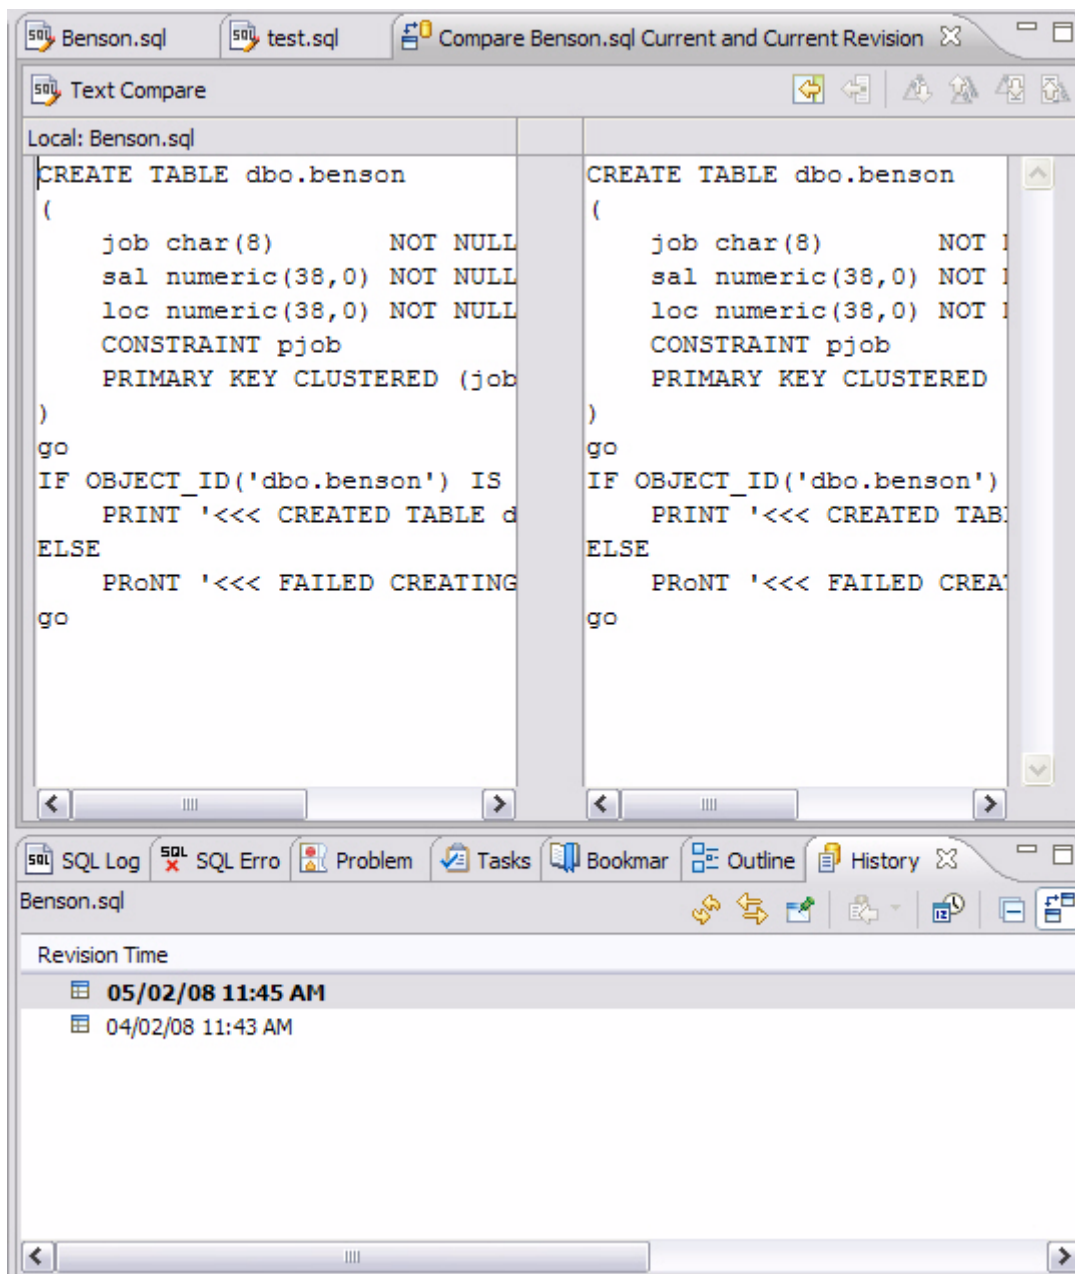 Benson.sql test.sql Compare Benson.sql Current and Current Revision
Text Compare
Local: Benson.sql
CREATE TABLE dbo.benson
(
job char(8) NOT NULL
sal numeric(38,0) NOT NULL
loc numeric(38,0) NOT NULL
CONSTRAINT pjob
PRIMARY KEY CLUSTERED (job
)
go
IF OBJECT_ID('dbo.benson') IS
PRINT '<<< CREATED TABLE d
ELSE
PRoNT '<<< FAILED CREATING
go
CREATE TABLE dbo.benson
(
job char(8) NOT
sal numeric(38,0) NOT
loc numeric(38,0) NOT
CONSTRAINT pjob
PRIMARY KEY CLUSTERED
)
go
IF OBJECT_ID('dbo.benson')
PRINT '<<< CREATED TAB
ELSE
PRoNT '<<< FAILED CREA
go
SQL Log SQL Erro Problem Tasks Bookmar Outline History
Benson.sql
Revision Time
05/02/08 11:45 AM
04/02/08 11:43 AM